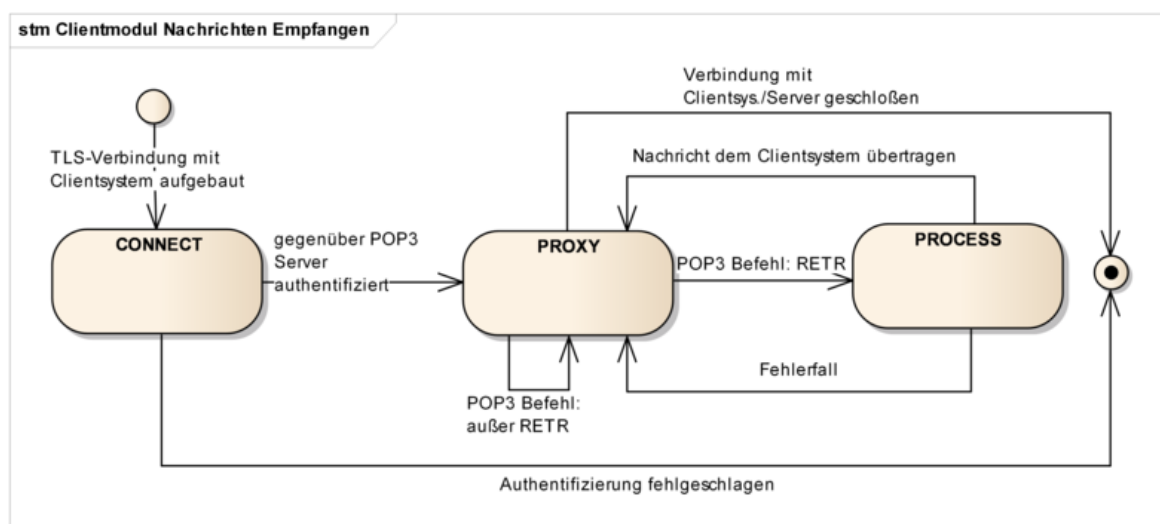 stm Clientmodul Nachrichten Empfangen
Verbindung mit
Clientsys./Server geschloßen
TLS-Verbindung mit
Clientsystem aufgebaut
Nachricht dem Clientsystem übertragen
CONNECT
gegenüber POP3
Server
authentifiziert
PROXY
POP3 Befehl: RETR
PROCESS
POP3 Befehl:
außer RETR
Fehlerfall
Authentifizierung fehlgeschlagen